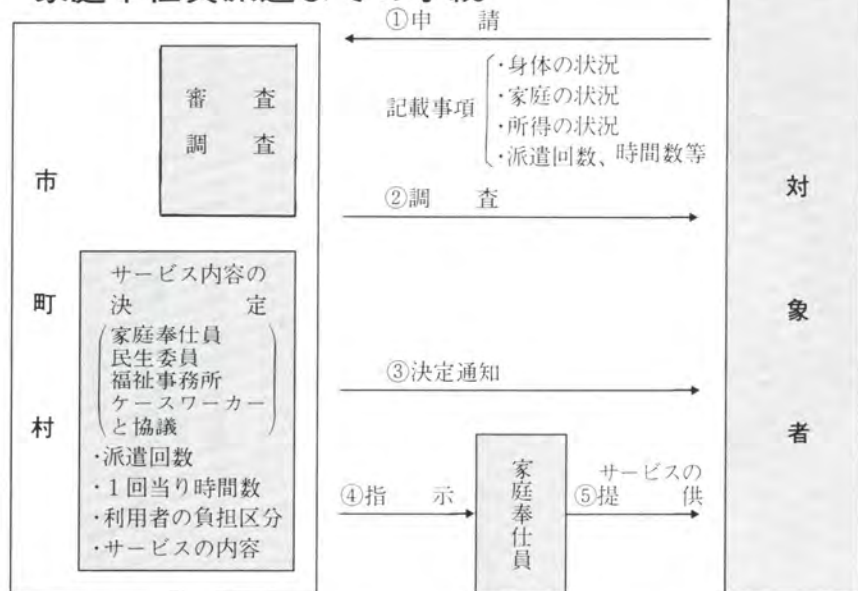 ①申 請
審 査
調 査
記載事項
・身体の状況
・家庭の状況
・所得の状況
・派遣回数、時間数等
②調 査
市町村
対象者
サービス内容の
決 定
家庭奉仕員
民生委員
福祉事務所
ケースワーカー
と協議
・派遣回数
・1回当り時間数
・利用者の負担区分
・サービスの内容
③決定通知
④指 示
家庭奉仕員
サービスの
⑤提 供